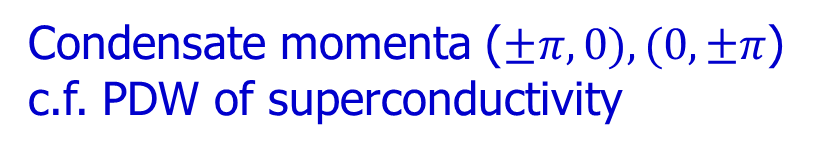 Condensate momenta (±π, 0), (0, ±π)
c.f. PDW of superconductivity